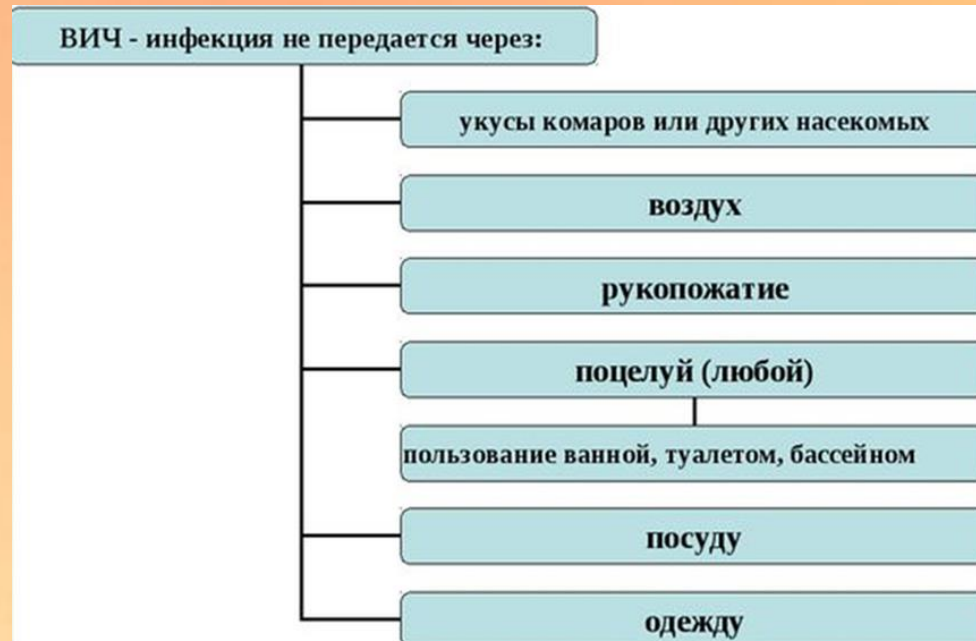 ВИЧ - инфекция не передается через:
укусы комаров или других насекомых
воздух
рукопожатие
поцелуй (любой)
пользование ванной, туалетом, бассейном
посуду
одежду